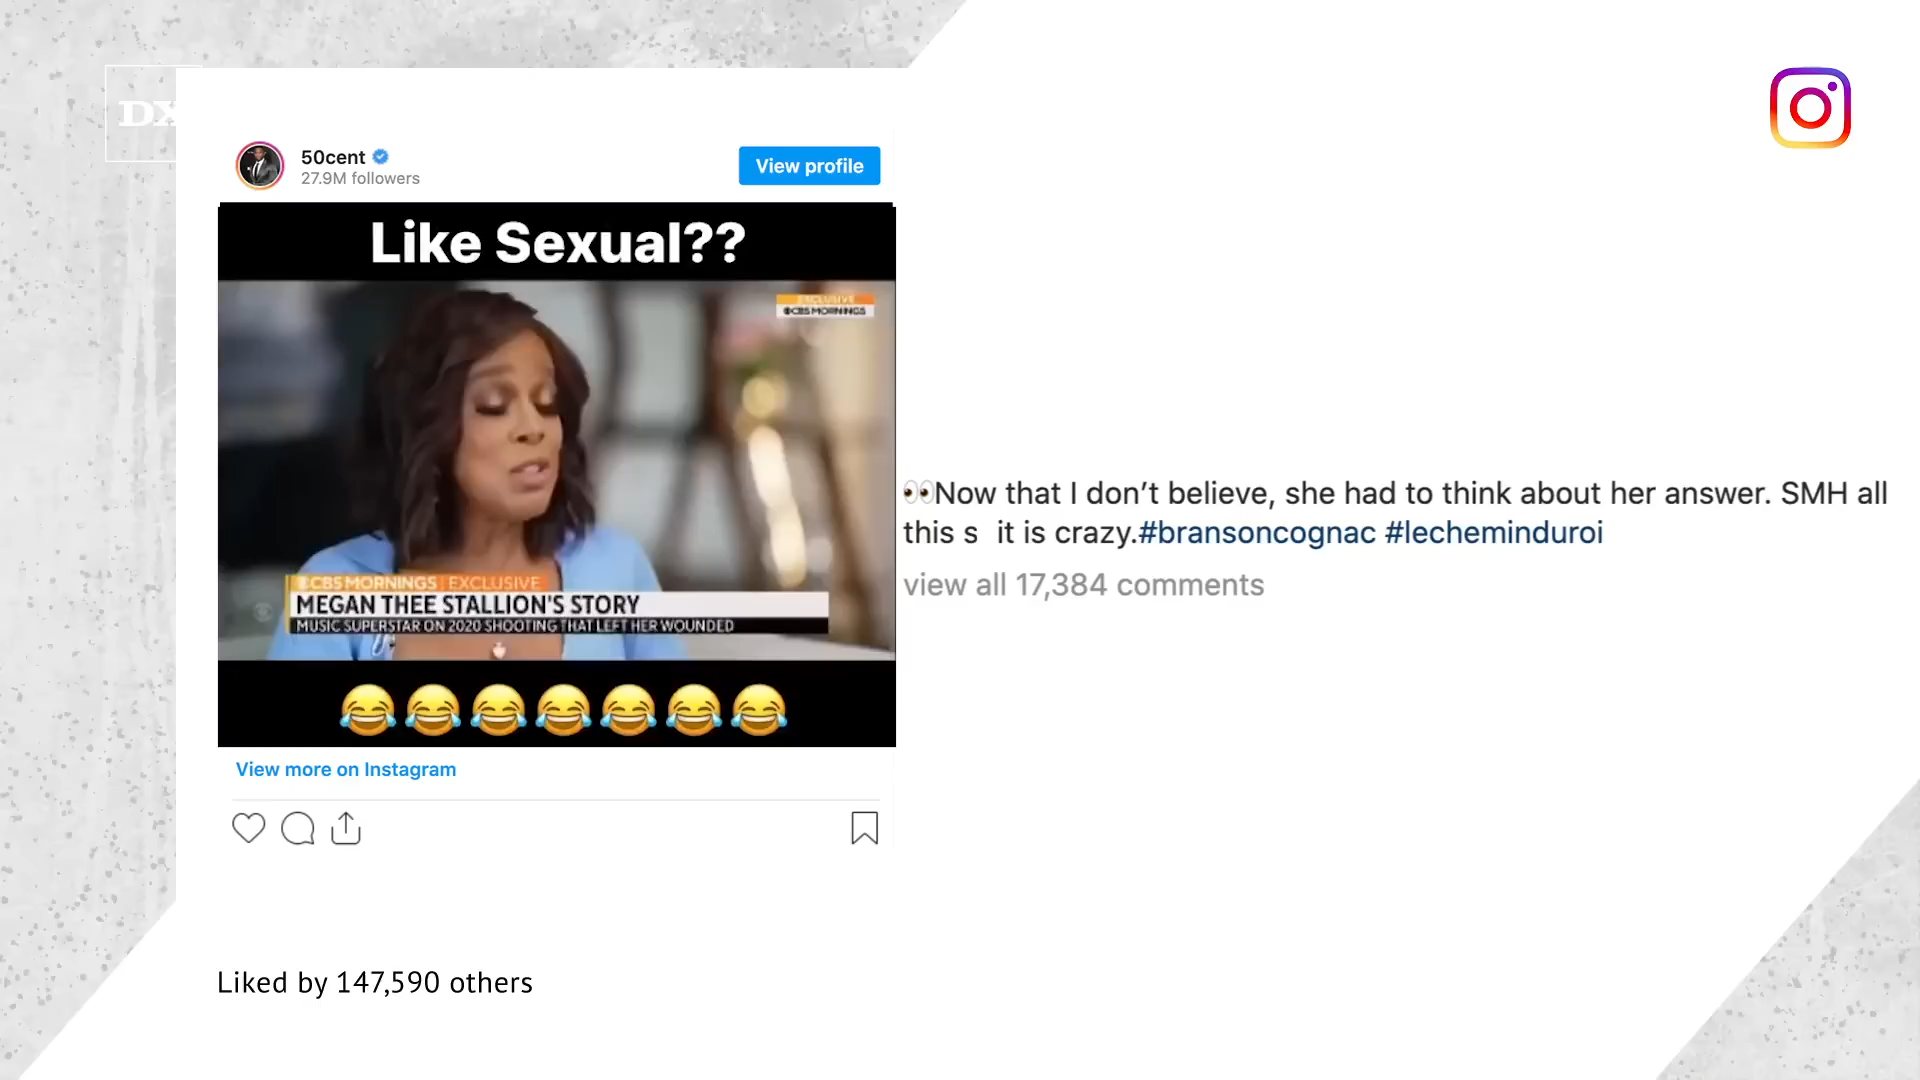 DX
50cent
27.9M followers
View profile
Like Sexual??
EXCLUSIVE
CBS MORNINGS
CBS MORNINGS | EXCLUSIVE
MEGAN THEE STALLION'S STORY
MUSIC SUPERSTAR ON 2020 SHOOTING THAT LEFT HER WOUNDED
View more on Instagram
👀Now that I don’t believe, she had to think about her answer. SMH all
this s it is crazy.#bransoncognac #lecheminduroi
view all 17,384 comments
Liked by 147,590 others